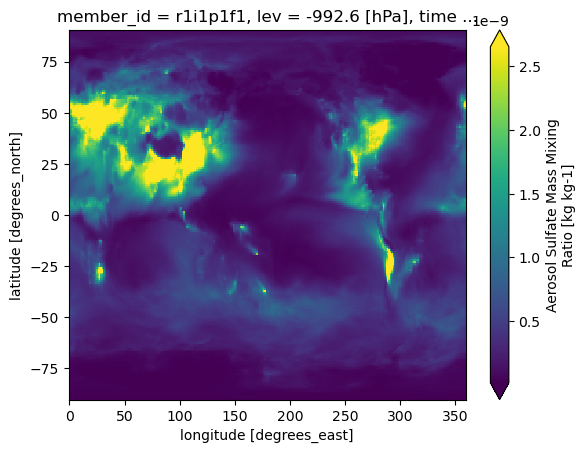 member_id = r1i1p1f1, lev = -992.6 [hPa], time ...
1e−9
75
50
25
0
−25
−50
−75
latitude [degrees_north]
0 50 100 150 200 250 300 350
longitude [degrees_east]
2.5
2.0
1.5
1.0
0.5
Aerosol Sulfate Mass Mixing
Ratio [kg kg-1]